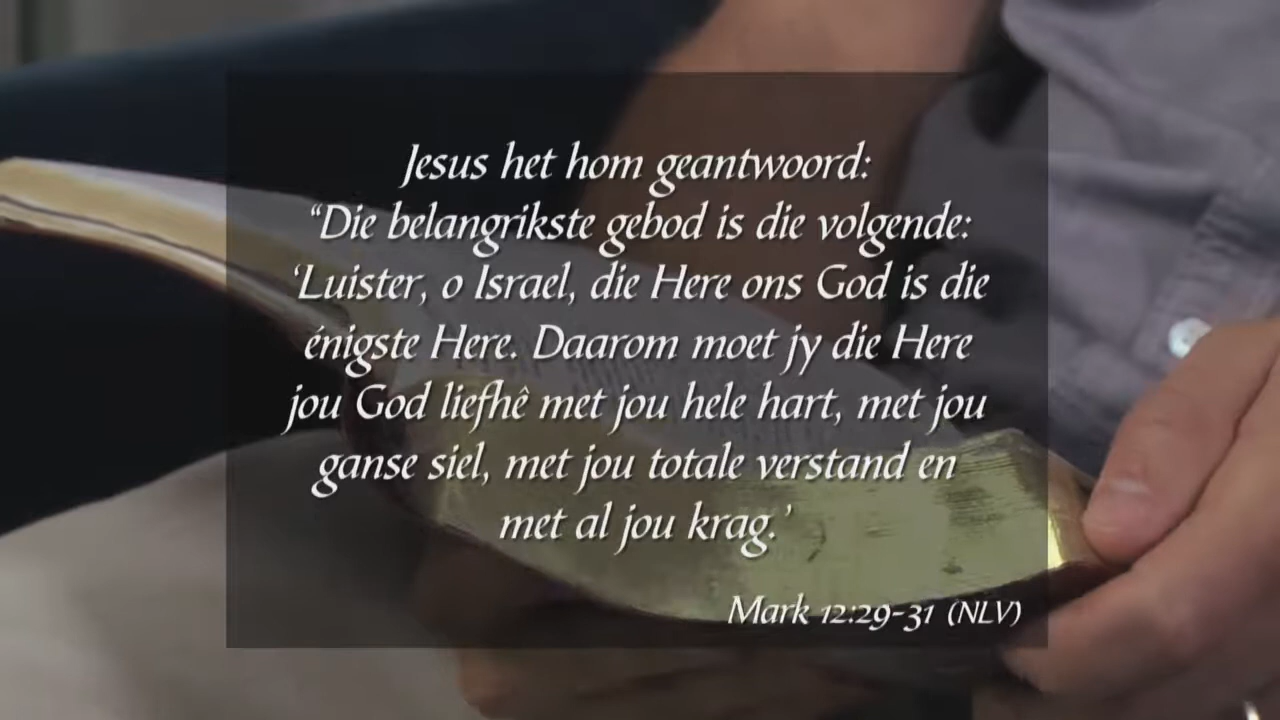 Jesus het hom geantwoord:
“Die belangrikste gebod is die volgende:
‘Luister, o Israel, die Here ons God is die
énigste Here. Daarom moet jy die Here
jou God liefhê met jou hele hart, met jou
ganse siel, met jou totale verstand en
met al jou krag.’
Mark 12:29-31 (NLV)